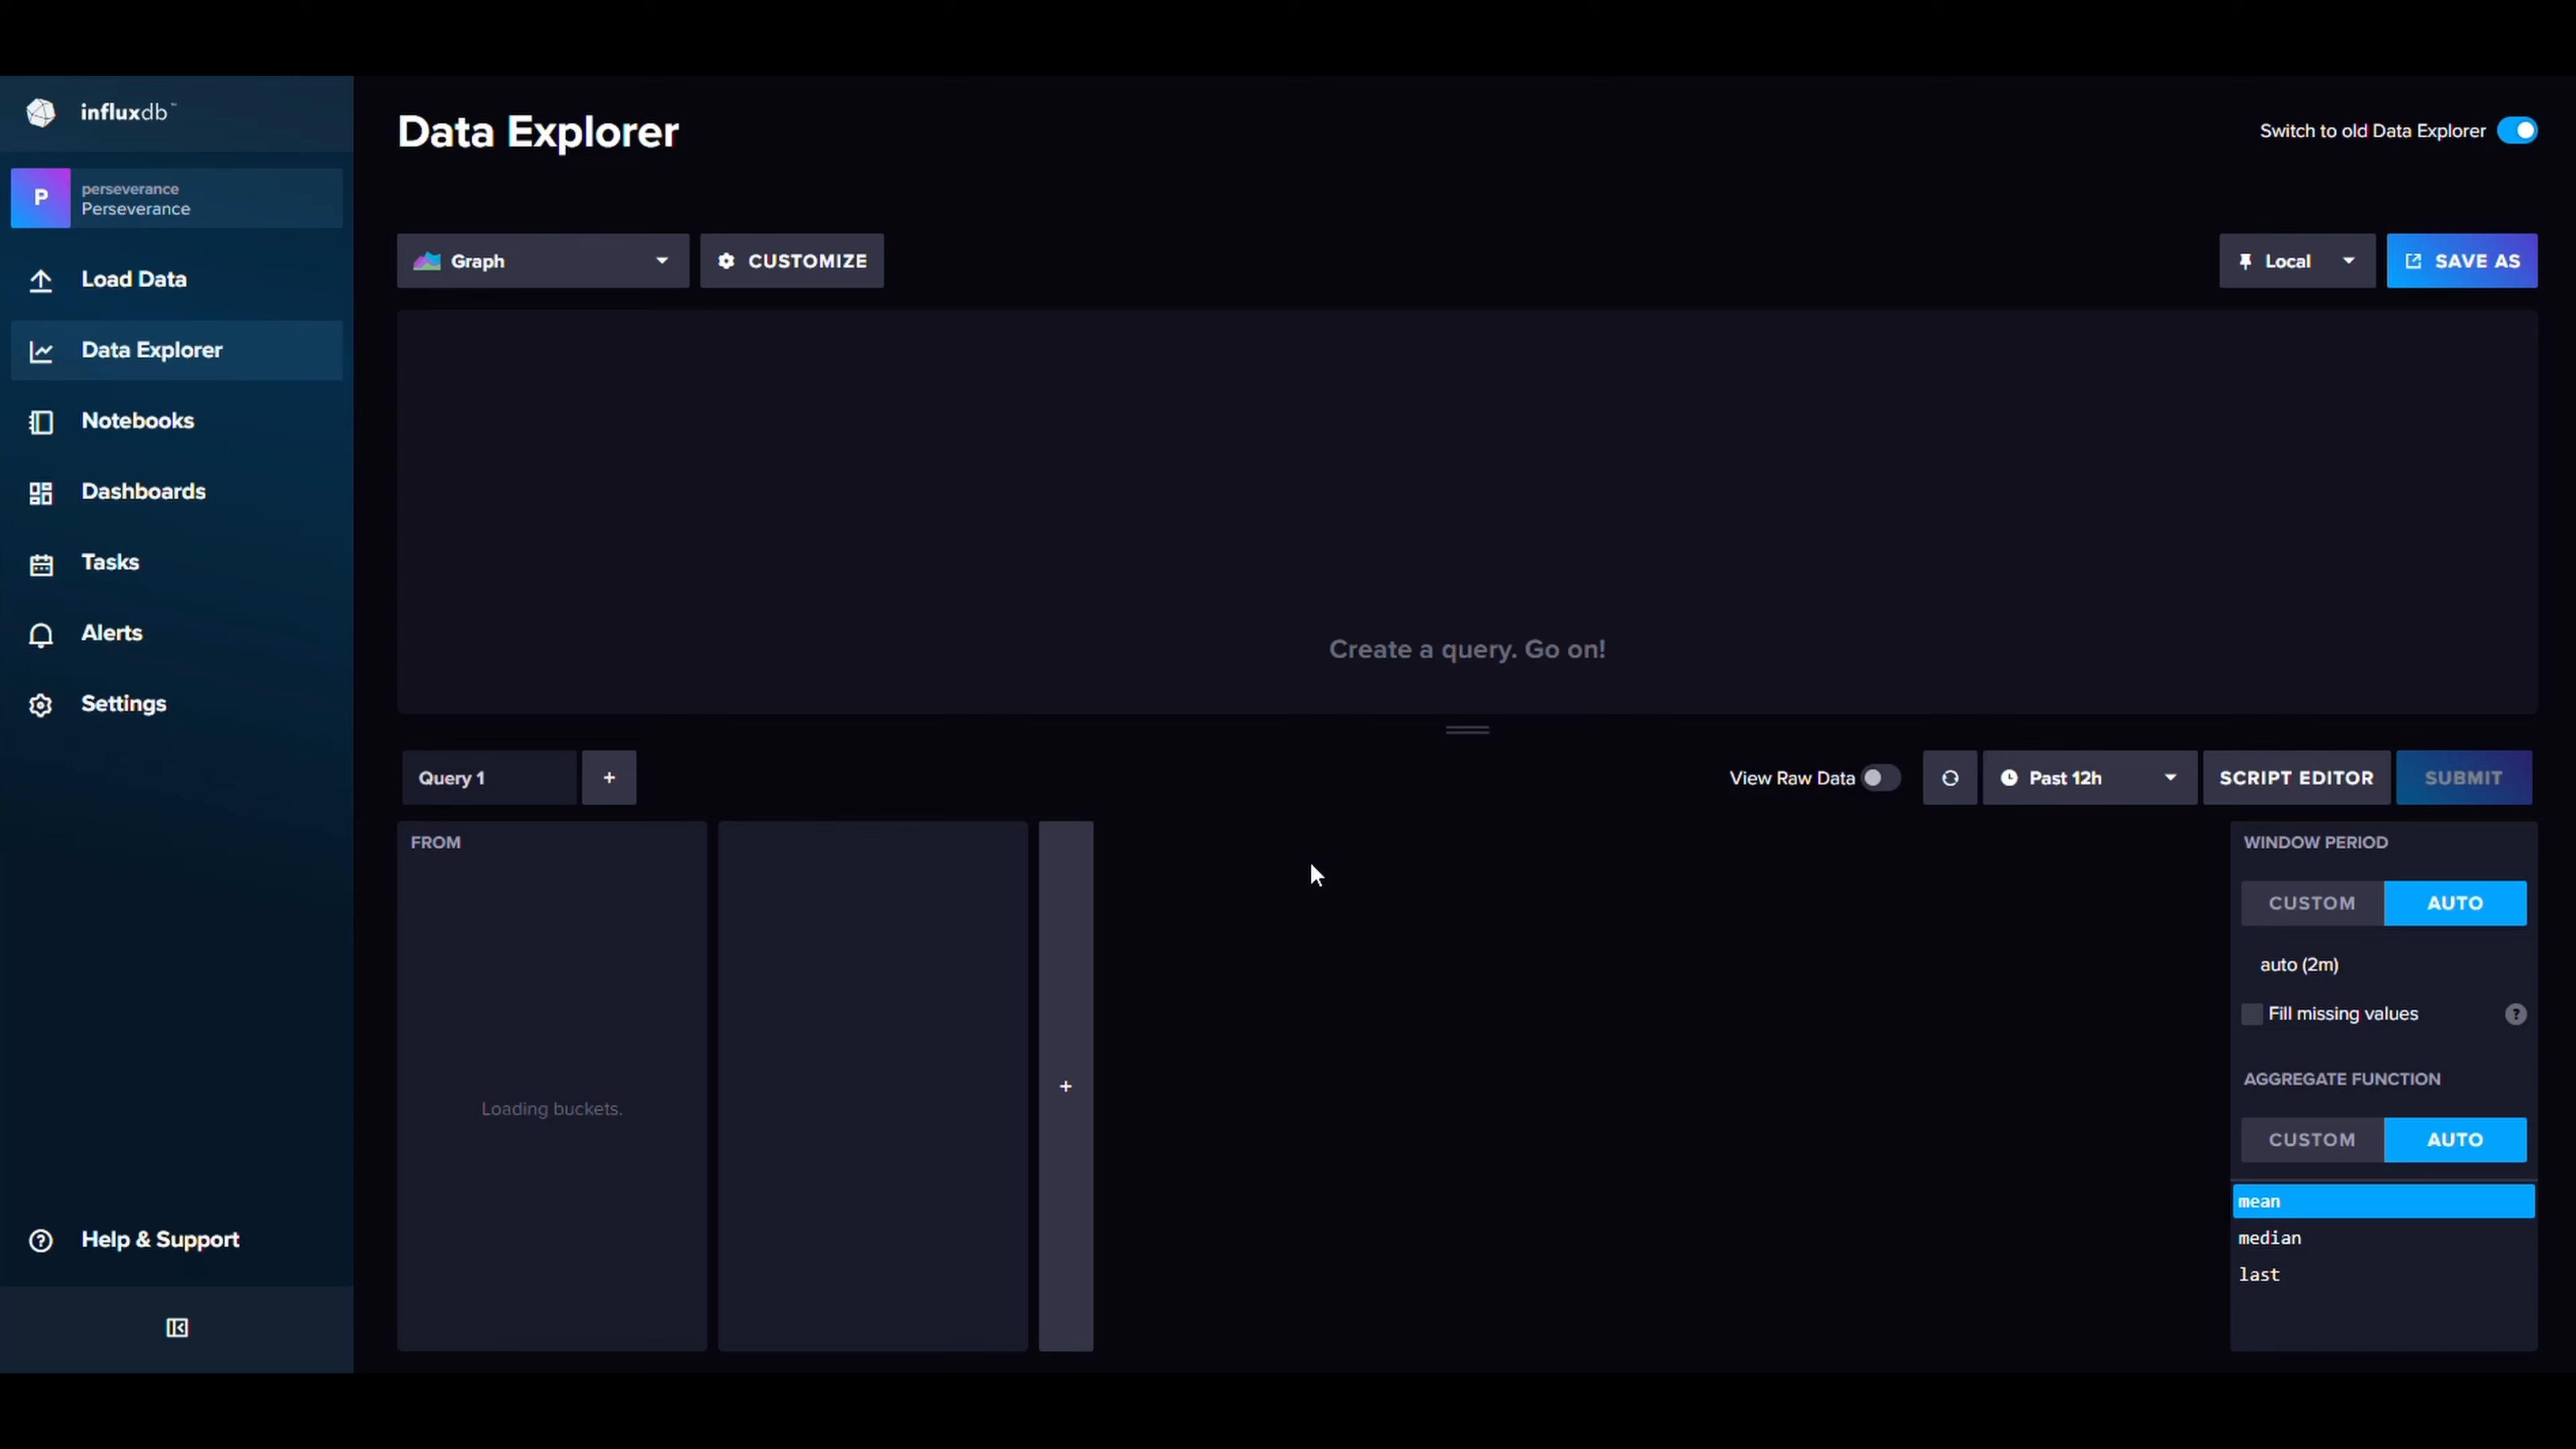 influxdb™
P
perseverance
Perseverance
Load Data
Data Explorer
Notebooks
Dashboards
Tasks
Alerts
Settings
Help & Support
Data Explorer
Switch to old Data Explorer
Graph
CUSTOMIZE
Local
SAVE AS
Create a query. Go on!
Query 1
+
View Raw Data
Past 12h
SCRIPT EDITOR
SUBMIT
FROM
Loading buckets.
+
WINDOW PERIOD
CUSTOM
AUTO
auto (2m)
Fill missing values
?
AGGREGATE FUNCTION
CUSTOM
AUTO
mean
median
last